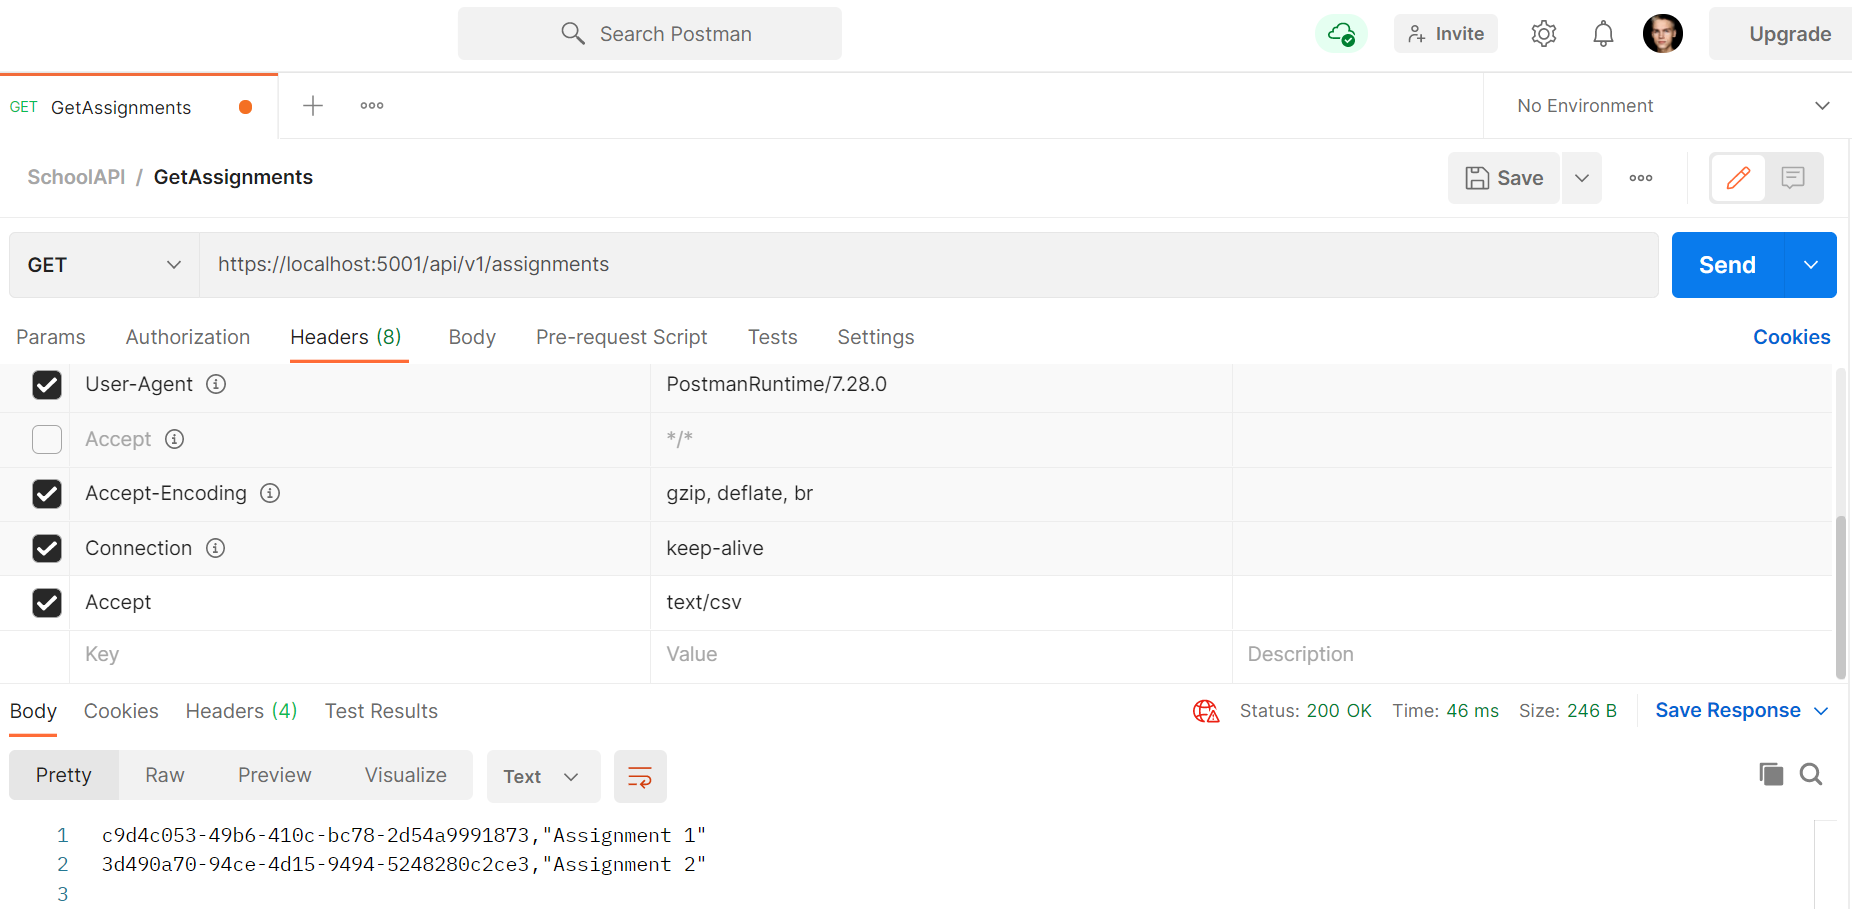 Search Postman
Invite
Upgrade
GET GetAssignments
No Environment
SchoolAPI / GetAssignments
Save
GET https://localhost:5001/api/v1/assignments
Send
Params Authorization Headers (8) Body Pre-request Script Tests Settings Cookies
User-Agent PostmanRuntime/7.28.0
Accept */*
Accept-Encoding gzip, deflate, br
Connection keep-alive
Accept text/csv
Key Value Description
Body Cookies Headers (4) Test Results Status: 200 OK Time: 46 ms Size: 246 B Save Response
Pretty Raw Preview Visualize Text
1 c9d4c053-49b6-410c-bc78-2d54a9991873,"Assignment 1"
2 3d490a70-94ce-4d15-9494-5248280c2ce3,"Assignment 2"
3